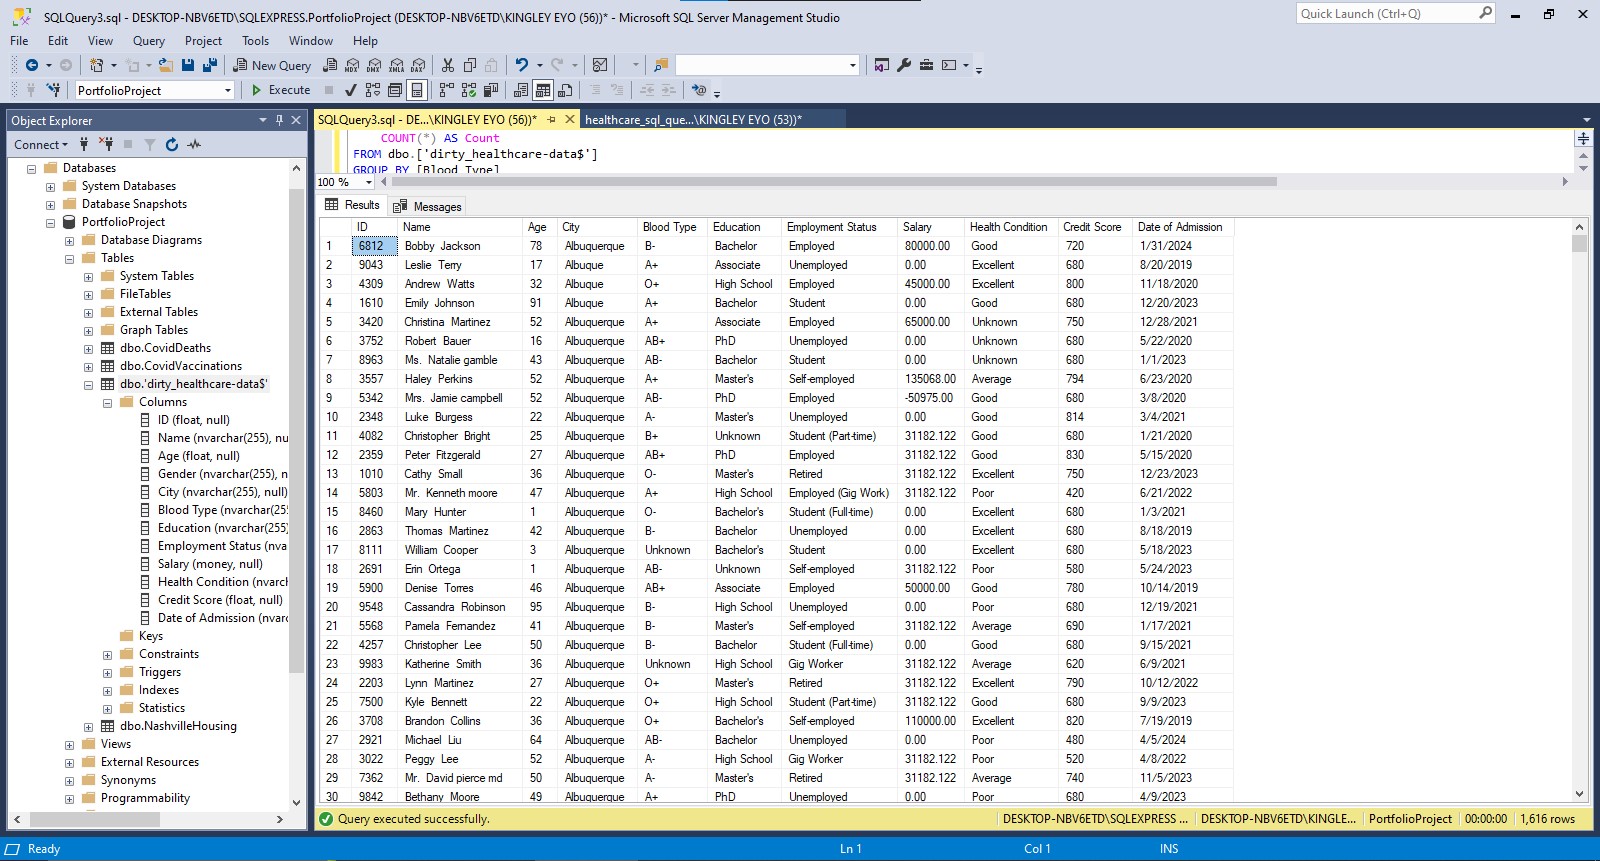 SQLQuery3.sql - DESKTOP-NBV6ETD\SQLEXPRESS.PortfolioProject (DESKTOP-NBV6ETD\KINGLEY EYO (56))* - Microsoft SQL Server Management Studio
Quick Launch (Ctrl+Q)
File Edit View Query Project Tools Window Help
New Query MDX DMX XMLA DAX
PortfolioProject Execute
Object Explorer
SQLQuery3.sql - DE...\KINGLEY EYO (56))* healthcare_sql_que...\KINGLEY EYO (53))*
Connect
Databases
System Databases
Database Snapshots
PortfolioProject
Database Diagrams
Tables
System Tables
FileTables
External Tables
Graph Tables
dbo.CovidDeaths
dbo.CovidVaccinations
dbo.'dirty_healthcare-data$'
Columns
ID (float, null)
Name (nvarchar(255), nu
Age (float, null)
Gender (nvarchar(255), n
City (nvarchar(255), null)
Blood Type (nvarchar(25
Education (nvarchar(255)
Employment Status (nva
Salary (money, null)
Health Condition (nvarch
Credit Score (float, null)
Date of Admission (nvarc
Keys
Constraints
Triggers
Indexes
Statistics
dbo.NashvilleHousing
Views
External Resources
Synonyms
Programmability
COUNT(*) AS Count
FROM dbo.['dirty_healthcare-data$']
GROUP BY [Blood Type]
100 %
Results Messages
ID Name Age City Blood Type Education Employment Status Salary Health Condition Credit Score Date of Admission
1 6812 Bobby Jackson 78 Albuquerque B- Bachelor Employed 80000.00 Good 720 1/31/2024
2 9043 Leslie Terry 17 Albuque A+ Associate Unemployed 0.00 Excellent 680 8/20/2019
3 4309 Andrew Watts 32 Albuque O+ High School Employed 45000.00 Excellent 800 11/18/2020
4 1610 Emily Johnson 91 Albuque A+ Bachelor Student 0.00 Good 680 12/20/2023
5 3420 Christina Martinez 52 Albuquerque A+ Associate Employed 65000.00 Unknown 750 12/28/2021
6 3752 Robert Bauer 16 Albuquerque AB+ PhD Unemployed 0.00 Unknown 680 5/22/2020
7 8963 Ms. Natalie gamble 43 Albuquerque AB- Bachelor Student 0.00 Unknown 680 1/1/2023
8 3557 Haley Perkins 52 Albuquerque A+ Master's Self-employed 135068.00 Average 794 6/23/2020
9 5342 Mrs. Jamie campbell 52 Albuquerque AB- PhD Employed -50975.00 Good 680 3/8/2020
10 2348 Luke Burgess 22 Albuquerque A- Master's Unemployed 0.00 Good 814 3/4/2021
11 4082 Christopher Bright 25 Albuquerque B+ Unknown Student (Part-time) 31182.122 Good 680 1/21/2020
12 2359 Peter Fitzgerald 27 Albuquerque AB+ PhD Employed 31182.122 Good 830 5/15/2020
13 1010 Cathy Small 36 Albuquerque O- Master's Retired 31182.122 Excellent 750 12/23/2023
14 5803 Mr. Kenneth moore 47 Albuquerque A+ High School Employed (Gig Work) 31182.122 Poor 420 6/21/2022
15 8460 Mary Hunter 1 Albuquerque O- Bachelor's Student (Full-time) 0.00 Excellent 680 1/3/2021
16 2863 Thomas Martinez 42 Albuquerque B- Bachelor Unemployed 0.00 Excellent 680 8/18/2019
17 8111 William Cooper 3 Albuquerque Unknown Bachelor's Student 0.00 Excellent 680 5/18/2023
18 2691 Erin Ortega 1 Albuquerque AB- Unknown Self-employed 31182.122 Poor 580 5/24/2023
19 5900 Denise Torres 46 Albuquerque AB+ Associate Employed 50000.00 Good 780 10/14/2019
20 9548 Cassandra Robinson 95 Albuquerque B- High School Unemployed 0.00 Poor 680 12/19/2021
21 5568 Pamela Fernandez 41 Albuquerque B- Master's Self-employed 31182.122 Average 690 1/17/2021
22 4257 Christopher Lee 50 Albuquerque B- Bachelor Student (Full-time) 0.00 Good 680 9/15/2021
23 9983 Katherine Smith 36 Albuquerque Unknown High School Gig Worker 31182.122 Average 620 6/9/2021
24 2203 Lynn Martinez 27 Albuquerque O+ Master's Retired 31182.122 Excellent 790 10/12/2022
25 7500 Kyle Bennett 22 Albuquerque O+ High School Student (Part-time) 31182.122 Good 680 9/9/2023
26 3708 Brandon Collins 36 Albuquerque O+ Bachelor's Self-employed 110000.00 Excellent 820 7/19/2019
27 2921 Michael Liu 64 Albuquerque AB- Bachelor Unemployed 0.00 Poor 480 4/5/2024
28 3022 Peggy Lee 52 Albuquerque A- High School Gig Worker 31182.122 Poor 520 4/8/2022
29 7362 Mr. David pierce md 50 Albuquerque A- Master's Retired 31182.122 Average 740 11/5/2023
30 9842 Bethany Moore 49 Albuquerque A+ PhD Unemployed 0.00 Poor 680 4/9/2023
Query executed successfully. DESKTOP-NBV6ETD\SQLEXPRESS ... DESKTOP-NBV6ETD\KINGLE... PortfolioProject 00:00:00 1,616 rows
Ready Ln 1 Col 1 INS